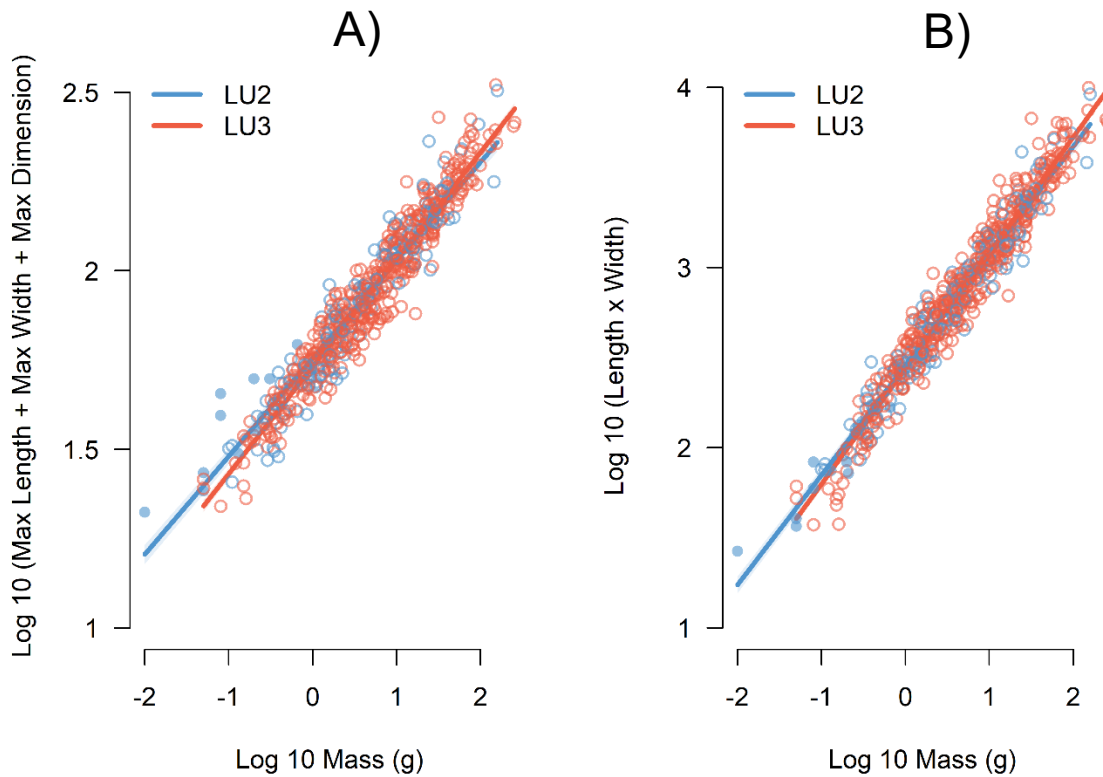 A)
Log 10 (Max Length + Max Width + Max Dimension)
2.5
2
1.5
1
LU2
LU3
-2 -1 0 1 2
Log 10 Mass (g)
B)
Log 10 (Length x Width)
4
3
2
1
LU2
LU3
-2 -1 0 1 2
Log 10 Mass (g)